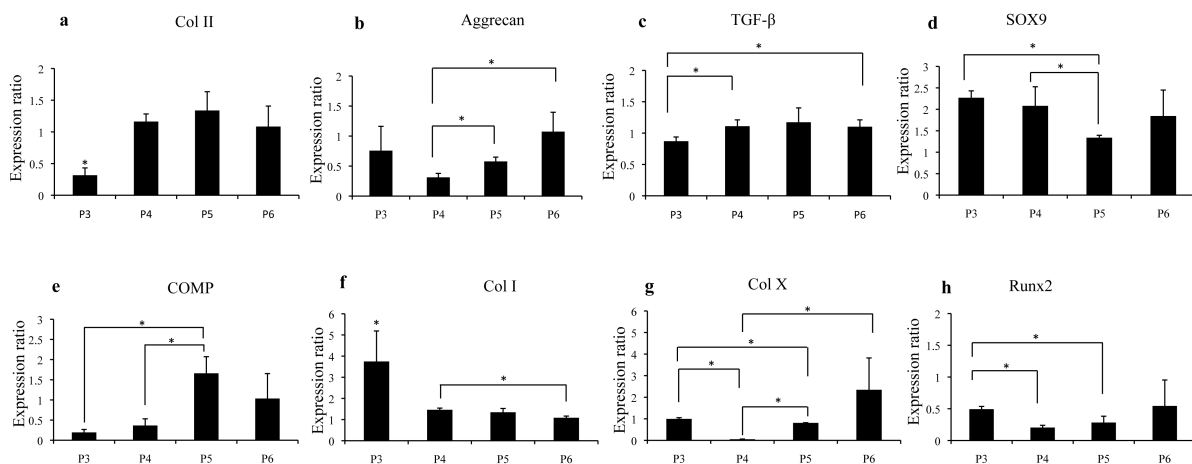 a Col II
Expression ratio
2
1.5
1
0.5
0
*
P3 P4 P5 P6
b Aggrecan
Expression ratio
2
1.5
1
0.5
0
*
*
P3 P4 P5 P6
c TGF-β
Expression ratio
2
1.5
1
0.5
0
*
*
P3 P4 P5 P6
d SOX9
Expression ratio
2.5
2
1.5
1
0.5
0
*
*
P3 P4 P5 P6
e COMP
Expression ratio
3
2.5
2
1.5
1
0.5
0
*
*
P3 P4 P5 P6
f Col I
Expression ratio
6
5
4
3
2
1
0
*
*
P3 P4 P5 P6
g Col X
Expression ratio
6
5
4
3
2
1
0
*
*
*
*
P3 P4 P5 P6
h Runx2
Expression ratio
2
1.5
1
0.5
0
*
*
P3 P4 P5 P6